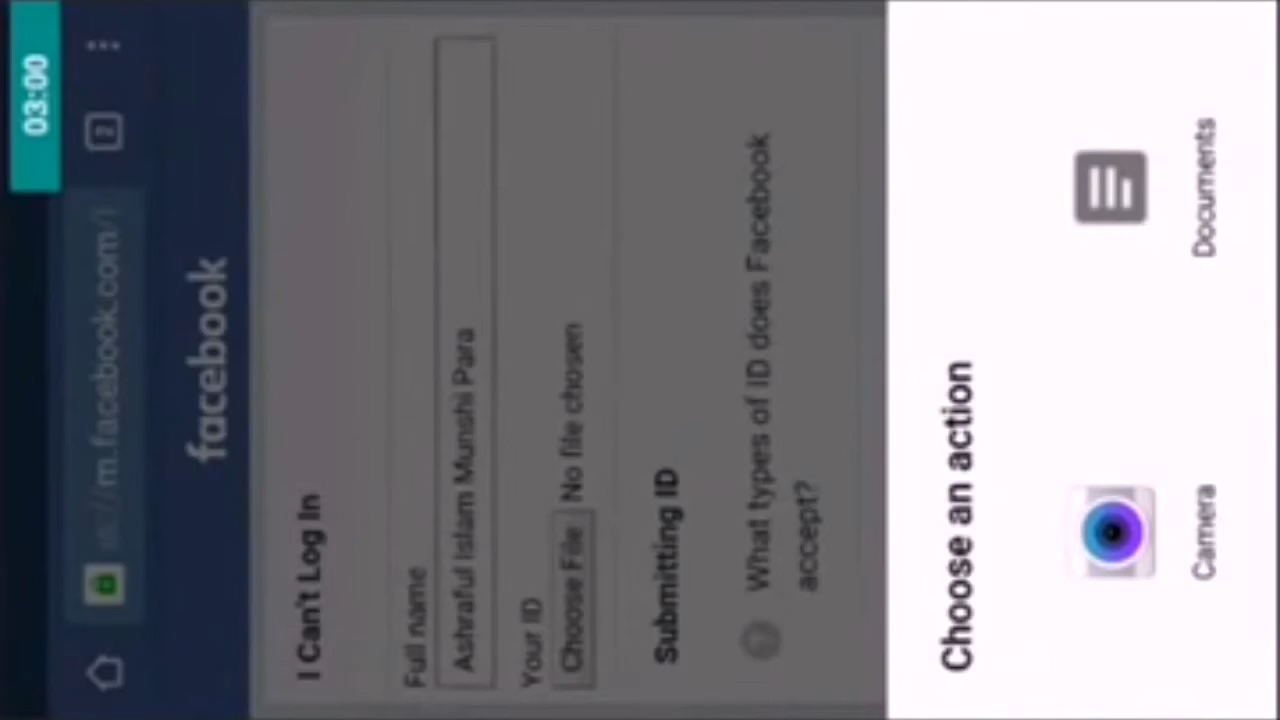 03:00
2
m.facebook.com/
facebook
I Can't Log In
Full name
Ashraful Islam Munshi Para
Your ID
Choose File No file chosen
Submitting ID
What types of ID does Facebook
accept?
Choose an action
Camera
Documents